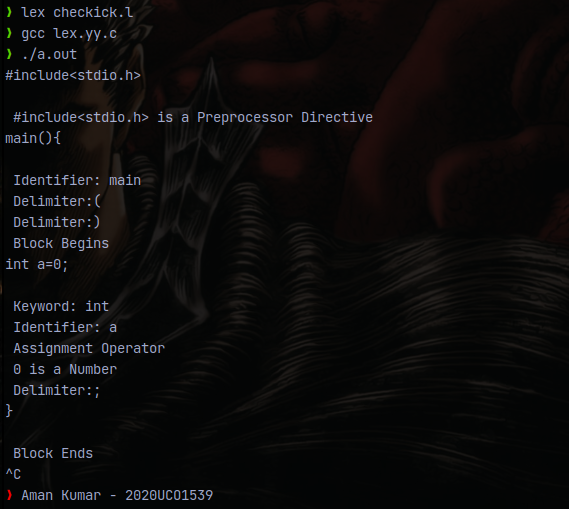 ❯ lex checkick.l
❯ gcc lex.yy.c
❯ ./a.out
#include<stdio.h>
#include<stdio.h> is a Preprocessor Directive
main(){
Identifier: main
Delimiter:(
Delimiter:)
Block Begins
int a=0;
Keyword: int
Identifier: a
Assignment Operator
0 is a Number
Delimiter:;
}
Block Ends
^C
❯ Aman Kumar - 2020UCO1539